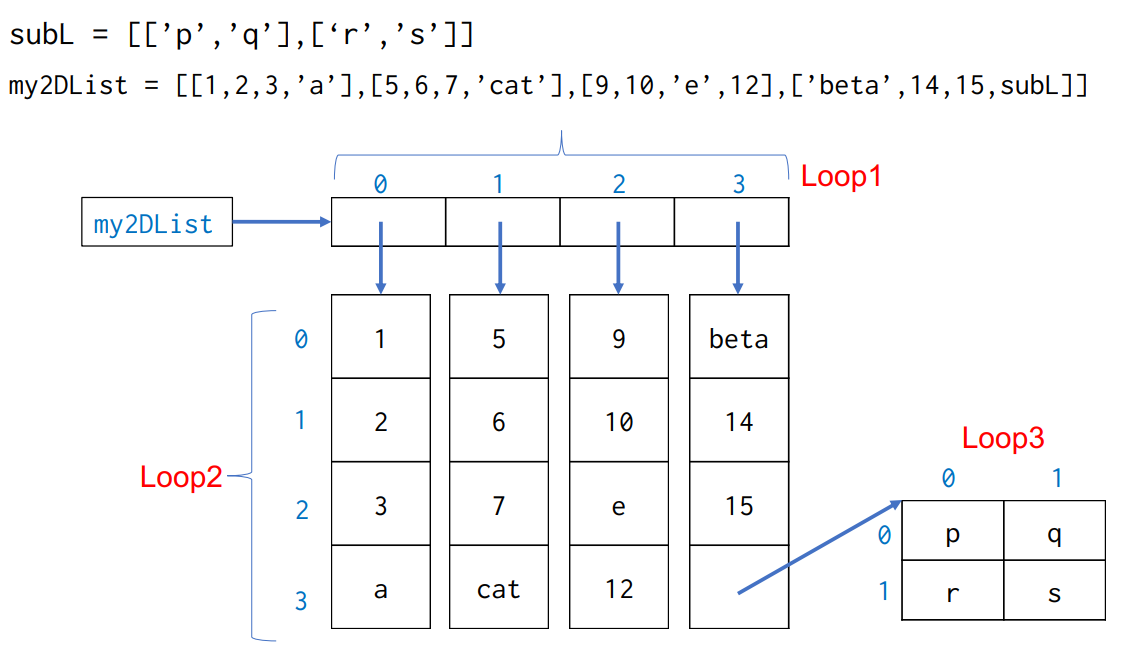 subL = [[’p’,’q’],[‘r’,’s’]]
my2DList = [[1,2,3,’a’],[5,6,7,’cat’],[9,10,’e’,12],[’beta’,14,15,subL]]
0 1 2 3 Loop1
my2DList
0 1 5 9 beta
1 2 6 10 14
Loop3
Loop2
0 1
2 3 7 e 15
0 p q
3 a cat 12
1 r s